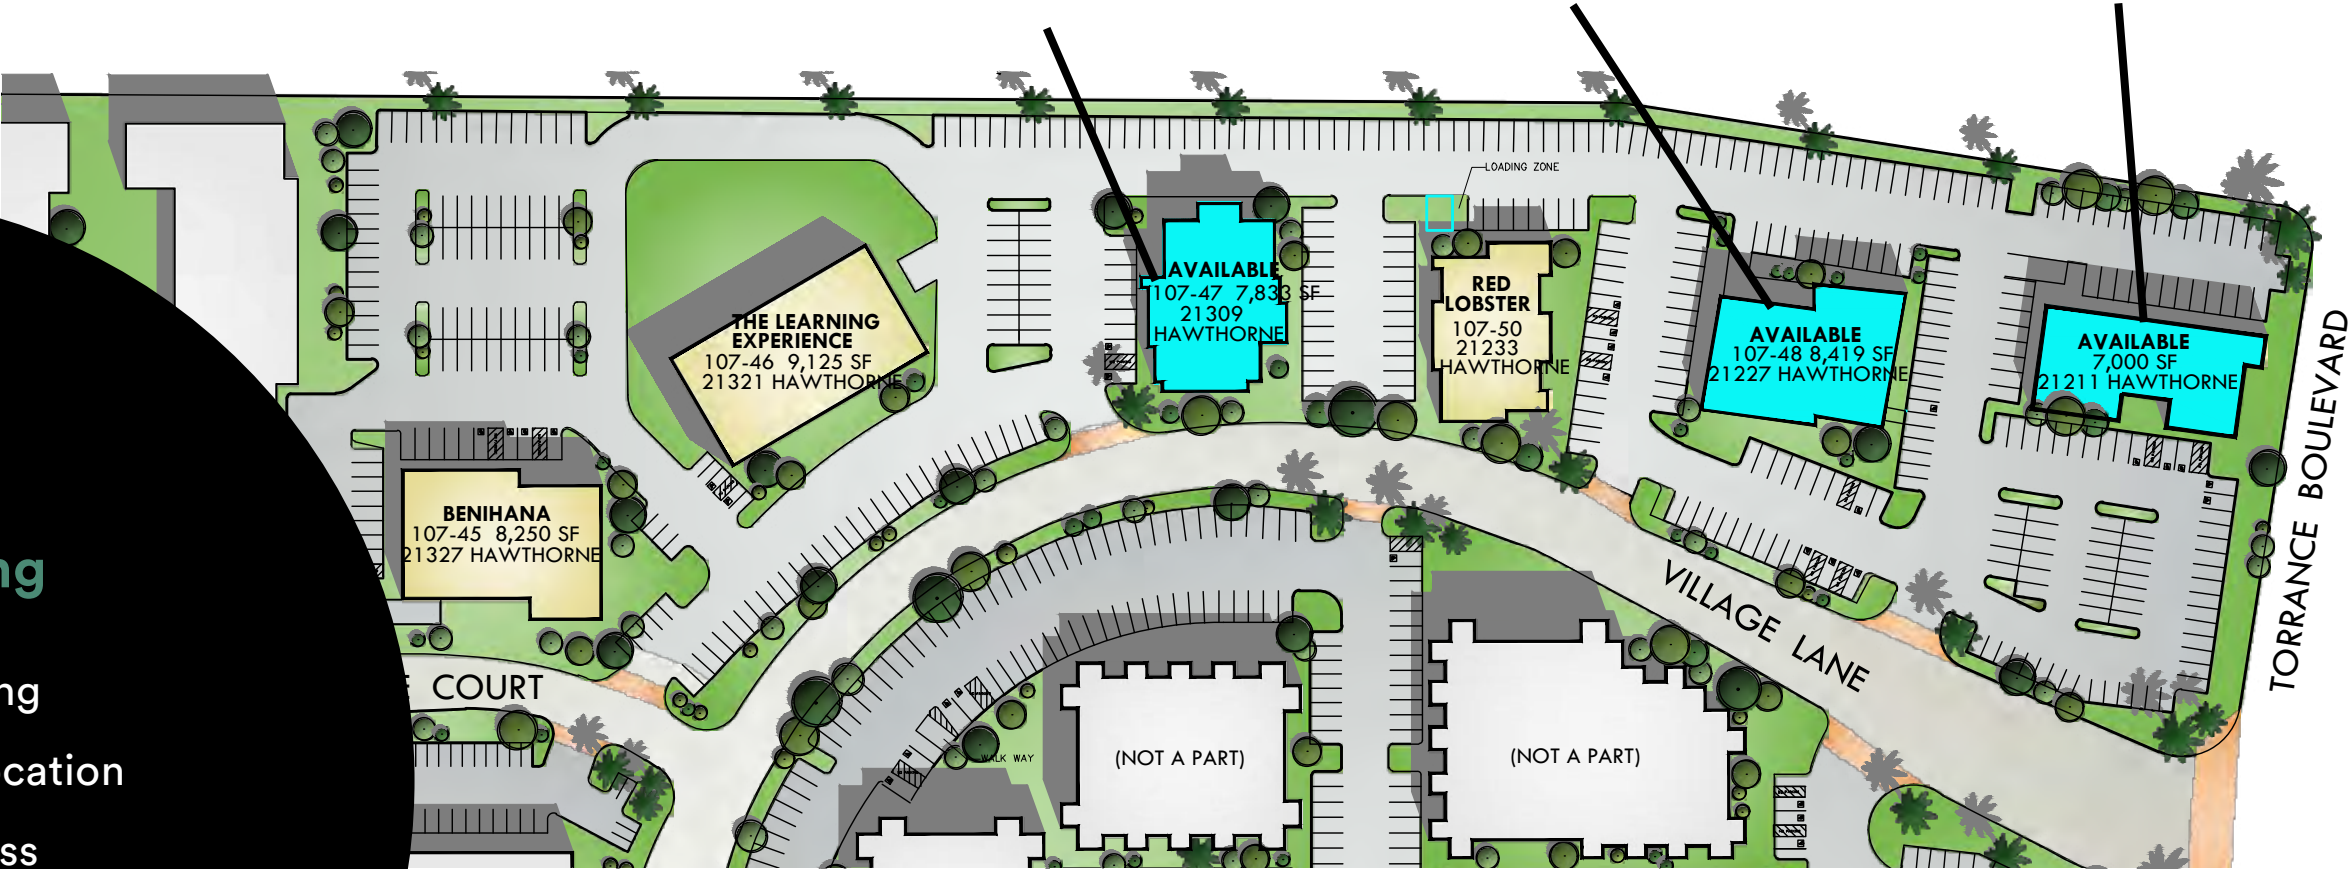 LOADING ZONE
AVAILABLE
107-47 7,833 SF
21309
HAWTHORNE
RED
LOBSTER
107-50
21233
HAWTHORNE
THE LEARNING
EXPERIENCE
107-46 9,125 SF
21321 HAWTHORNE
AVAILABLE
107-48 8,419 SF
21227 HAWTHORNE
AVAILABLE
7,000 SF
21211 HAWTHORNE
TORRANCE BOULEVARD
BENIHANA
107-45 8,250 SF
21327 HAWTHORNE
VILLAGE LANE
COURT
WALK WAY
(NOT A PART)
(NOT A PART)
ng
ng
cation
ss